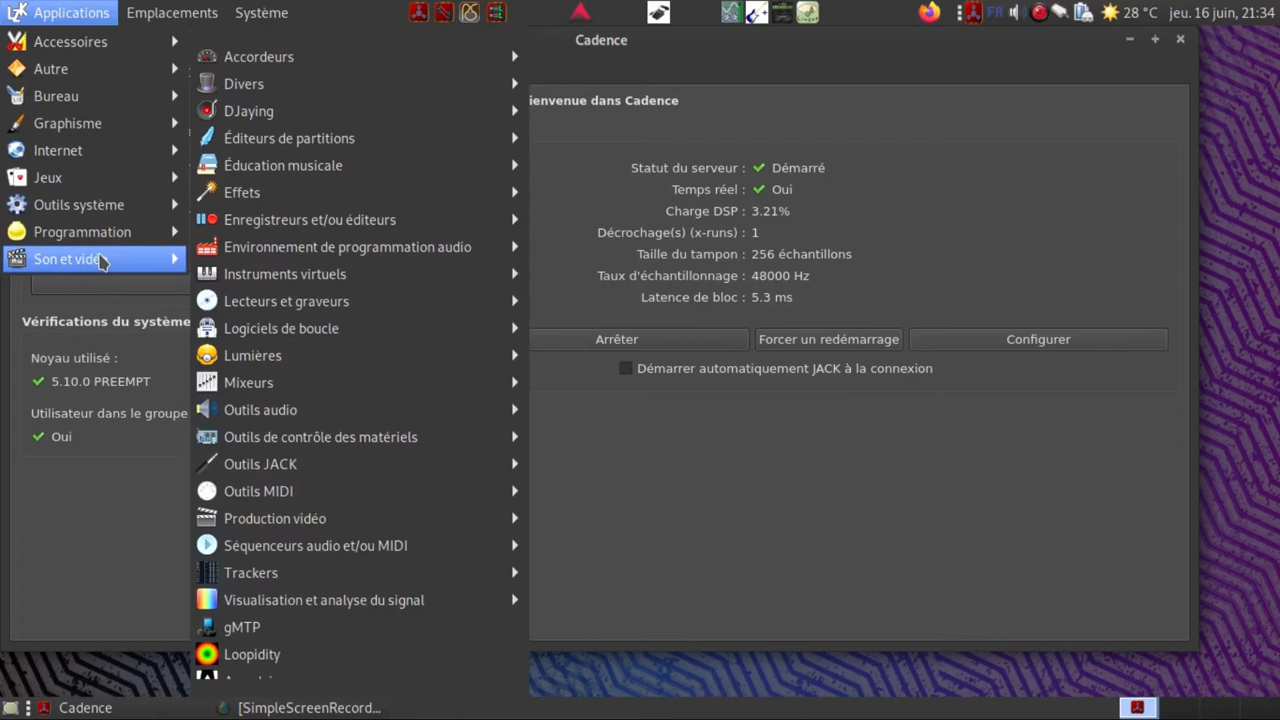 Applications Emplacements Système
FR 28 °C jeu. 16 juin, 21:34
Accessoires
Autre
Bureau
Graphisme
Internet
Jeux
Outils système
Programmation
Son et vidé
Accordeurs
Divers
DJaying
Éditeurs de partitions
Éducation musicale
Effets
Enregistreurs et/ou éditeurs
Environnement de programmation audio
Instruments virtuels
Lecteurs et graveurs
Logiciels de boucle
Lumières
Mixeurs
Outils audio
Outils de contrôle des matériels
Outils JACK
Outils MIDI
Production vidéo
Séquenceurs audio et/ou MIDI
Trackers
Visualisation et analyse du signal
gMTP
Loopidity
Cadence
ienvenue dans Cadence
Statut du serveur : Démarré
Temps réel : Oui
Charge DSP : 3.21%
Décrochage(s) (x-runs) : 1
Taille du tampon : 256 échantillons
Taux d'échantillonnage : 48000 Hz
Latence de bloc : 5.3 ms
Arrêter Forcer un redémarrage Configurer
Démarrer automatiquement JACK à la connexion
Vérifications du système
Noyau utilisé :
5.10.0 PREEMPT
Utilisateur dans le groupe
Oui
Cadence [SimpleScreenRecord...